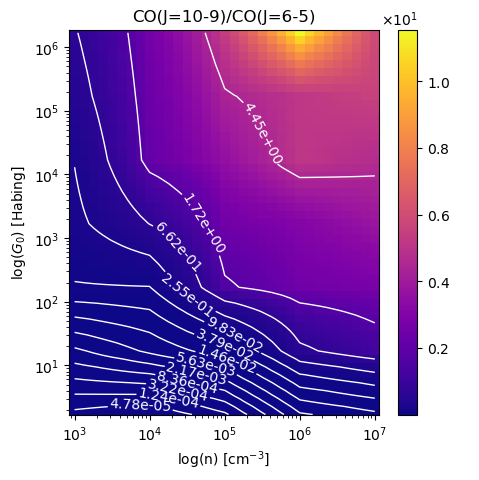 CO(J=10-9)/CO(J=6-5)
×10¹
10⁶
10⁵
10⁴
10³
10²
10¹
log(G₀) [Habing]
4.45e+00
1.72e+00
6.62e-01
2.55e-01
9.83e-02
3.79e-02
1.46e-02
5.63e-03
2.17e-03
8.36e-04
3.22e-04
1.24e-04
4.78e-05
1.0
0.8
0.6
0.4
0.2
10³ 10⁴ 10⁵ 10⁶ 10⁷
log(n) [cm⁻³]